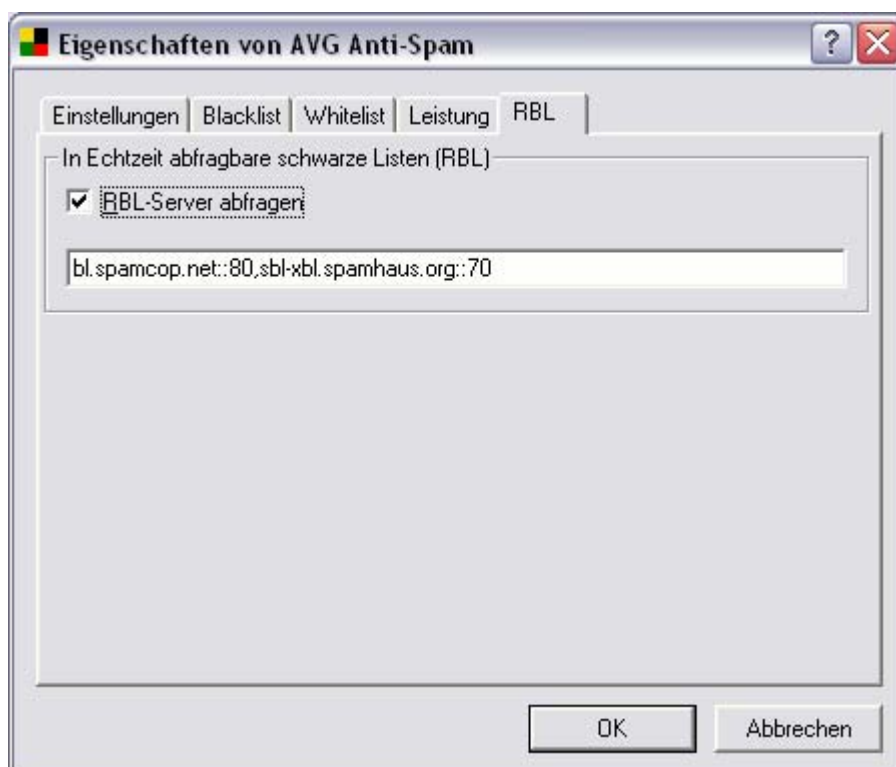 Eigenschaften von AVG Anti-Spam
Einstellungen Blacklist Whitelist Leistung RBL
In Echtzeit abfragbare schwarze Listen (RBL)
RBL-Server abfragen
bl.spamcop.net::80,sbl-xbl.spamhaus.org::70
OK Abbrechen